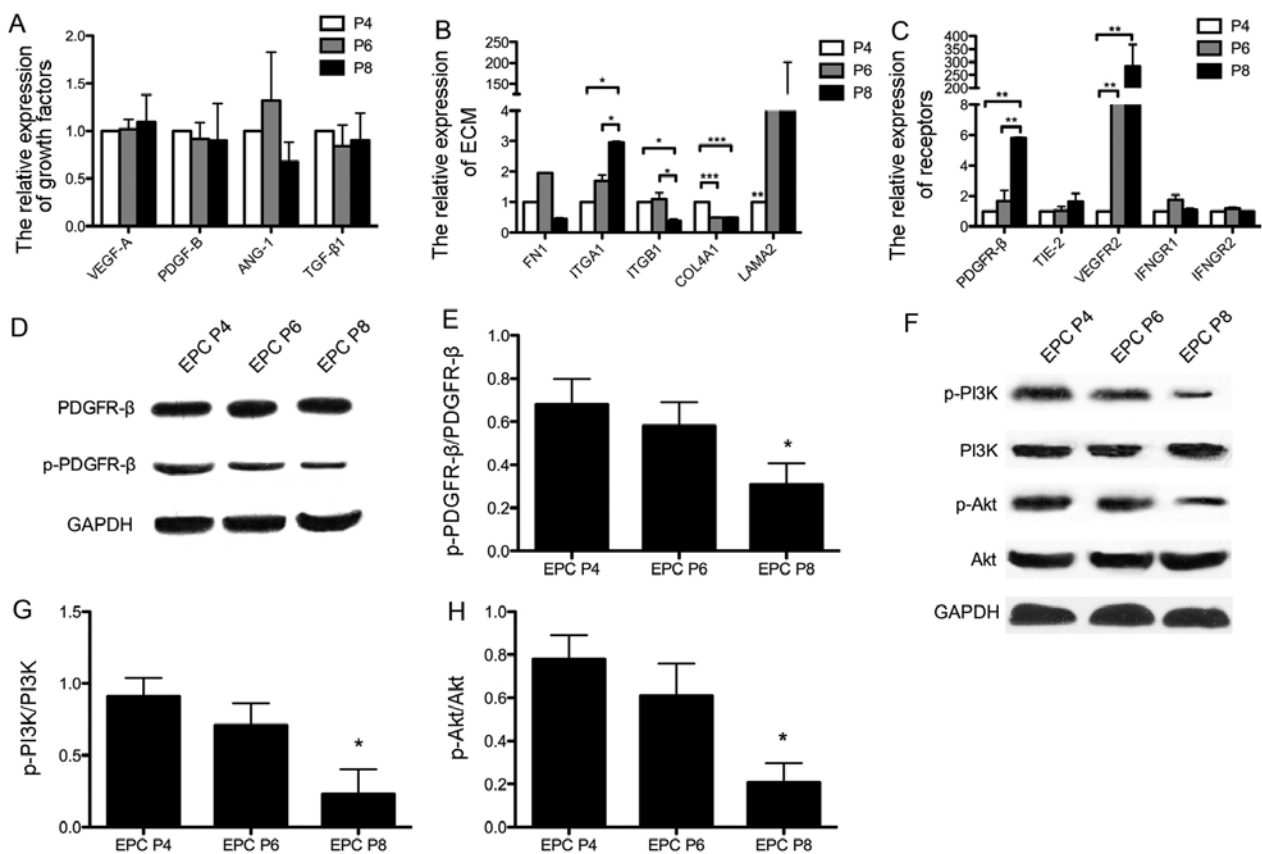 A
The relative expression
of growth factors
2.0
1.5
1.0
0.5
0.0
P4
P6
P8
VEGF-A
PDGF-B
ANG-1
TGF-β1
B
The relative expression
of ECM
250
200
150
100
50
4
3
2
1
0
P4
P6
P8
*
*
*
*
***
***
**
FN1
ITGA1
ITGB1
COL4A1
LAMA2
C
The relative expression
of receptors
400
350
300
250
200
150
100
50
8
6
4
2
0
P4
P6
P8
**
**
**
**
PDGFR-β
TIE-2
VEGFR2
IFNGR1
IFNGR2
D
EPC P4
EPC P6
EPC P8
PDGFR-β
p-PDGFR-β
GAPDH
E
p-PDGFR-β/PDGFR-β
1.0
0.8
0.6
0.4
0.2
0.0
*
EPC P4
EPC P6
EPC P8
F
EPC P4
EPC P6
EPC P8
p-PI3K
PI3K
p-Akt
Akt
GAPDH
G
p-PI3K/PI3K
1.5
1.0
0.5
0.0
*
EPC P4
EPC P6
EPC P8
H
p-Akt/Akt
1.0
0.8
0.6
0.4
0.2
0.0
*
EPC P4
EPC P6
EPC P8